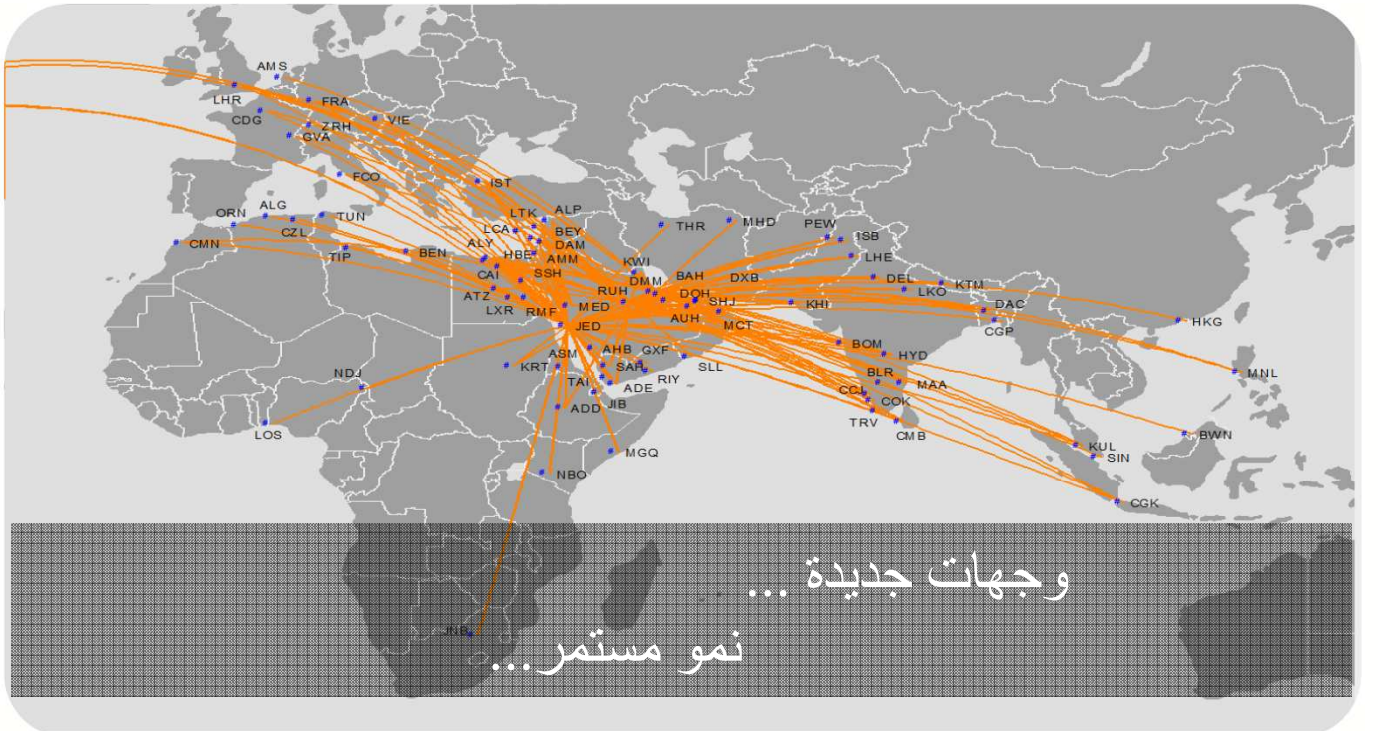 AMS
LHR
FRA
CDG
ZRH
VIE
GVA
FCO
IST
ORN
ALG
TUN
LTK
ALP
CZL
LCA
BEY
THR
MHD
PEW
ISB
CMN
TIP
BEN
ALY
HBE
DAM
AMM
KWI
LHE
CAI
SSH
DMM
BAH
DXB
DEL
KTM
ATZ
RUH
DOH
LKO
LXR
RMF
MED
SHJ
KHI
DAC
AUH
MCT
CGP
HKG
JED
BOM
ASM
AHB
GXF
HYD
KRT
SAH
SLL
NDJ
TAI
RIY
BLR
MAA
MNL
ADE
CCJ
COK
ADD
JIB
TRV
CMB
LOS
BWN
MGQ
KUL
SIN
NBO
CGK
وجهات جديدة ...
JNB
نمو مستمر...